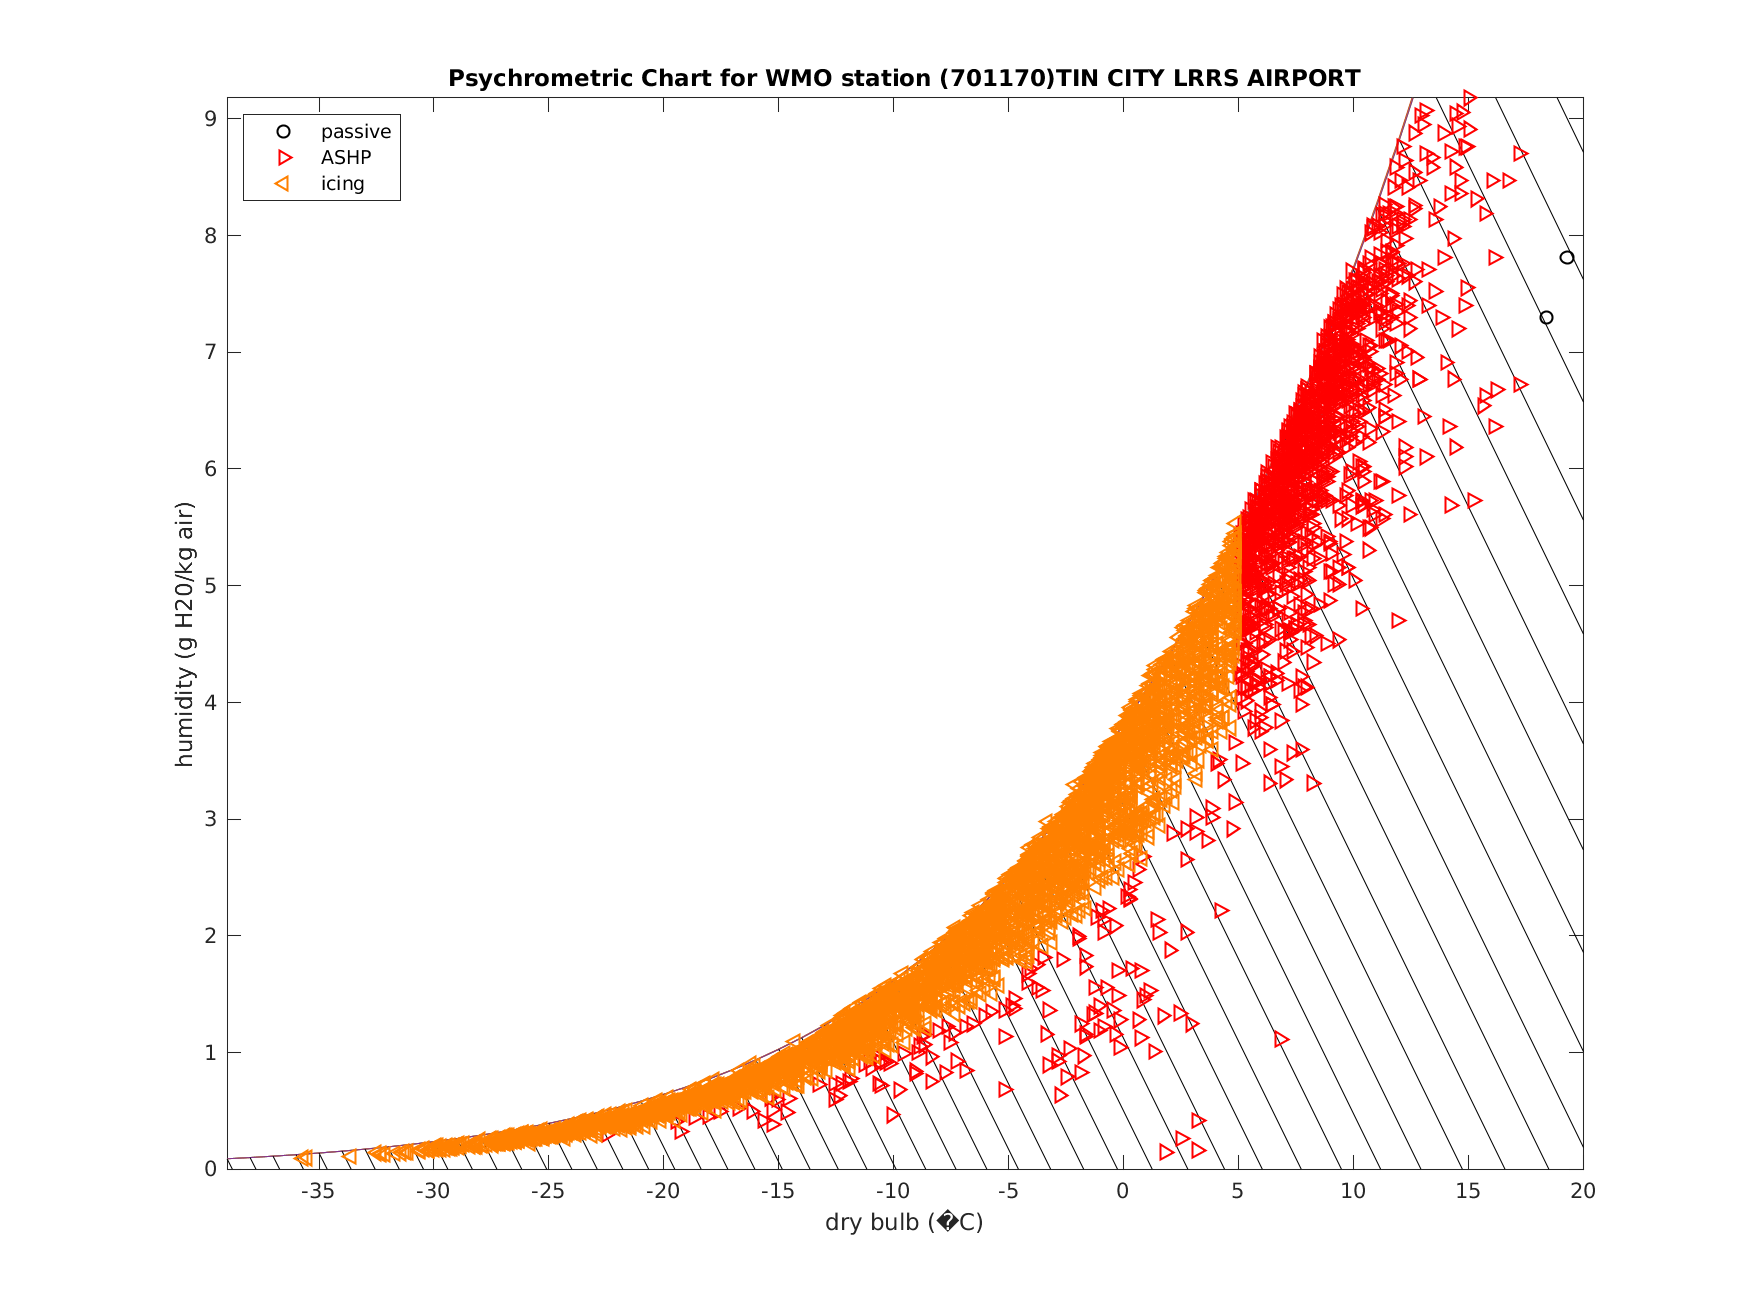 Psychrometric Chart for WMO station (701170)TIN CITY LRRS AIRPORT
passive
ASHP
icing
9
8
7
6
5
4
3
2
1
0
humidity (g H20/kg air)
-35 -30 -25 -20 -15 -10 -5 0 5 10 15 20
dry bulb (�C)